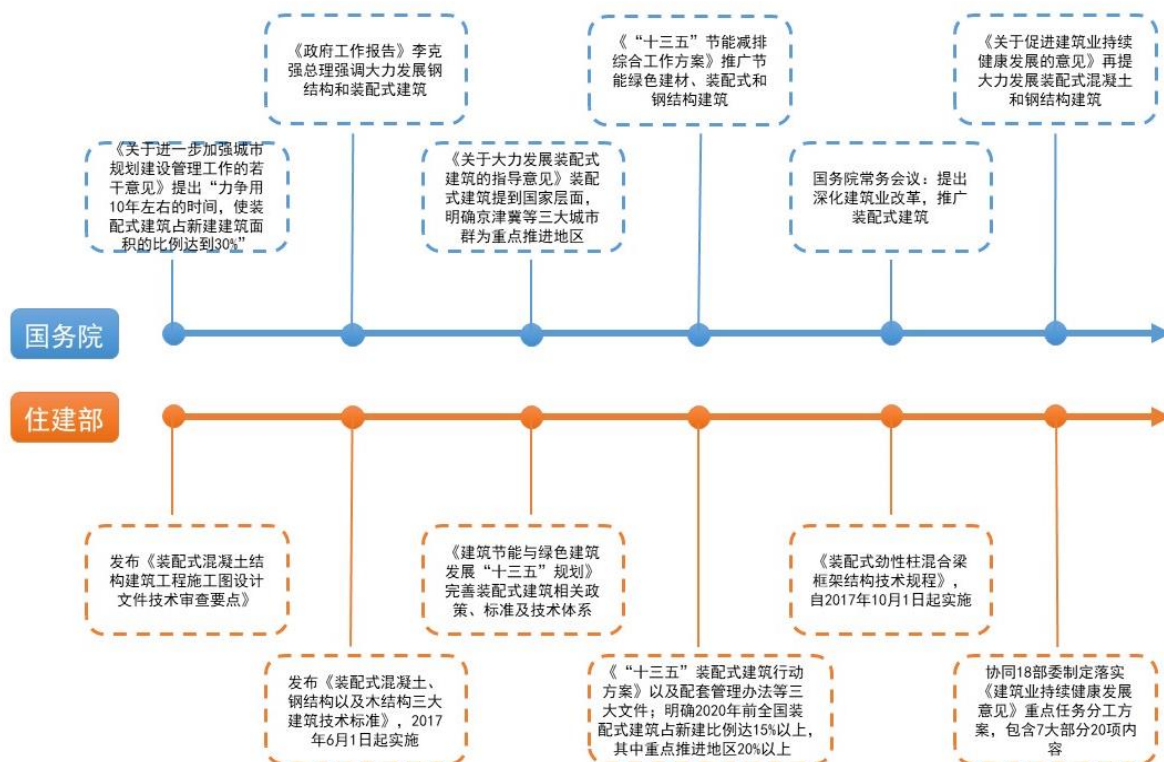 《政府工作报告》李克
强总理强调大力发展钢
结构和装配式建筑
《“十三五”节能减排
综合工作方案》推广节
能绿色建材、装配式和
钢结构建筑
《关于促进建筑业持续
健康发展的意见》再提
大力发展装配式混凝土
和钢结构建筑
《关于进一步加强城市
规划建设管理工作的若
干意见》提出“力争用
10年左右的时间，使装
配式建筑占新建建筑面
积的比例达到30%”
《关于大力发展装配式
建筑的指导意见》装配
式建筑提到国家层面，
明确京津冀等三大城市
群为重点推进地区
国务院常务会议：提出
深化建筑业改革，推广
装配式建筑
国务院
住建部
发布《装配式混凝土结
构建筑工程施工图设计
文件技术审查要点》
《建筑节能与绿色建筑
发展“十三五”规划》
完善装配式建筑相关政
策、标准及技术体系
《装配式劲性柱混合梁
框架结构技术规程》，
自2017年10月1日起实施
发布《装配式混凝土、
钢结构以及木结构三大
建筑技术标准》，2017
年6月1日起实施
《“十三五”装配式建筑行动
方案》以及配套管理办法等三
大文件；明确2020年前全国装
配式建筑占新建比例达15%以上，
其中重点推进地区20%以上
协同18部委制定落实
《建筑业持续健康发展
意见》重点任务分工方
案，包含7大部分20项内
容